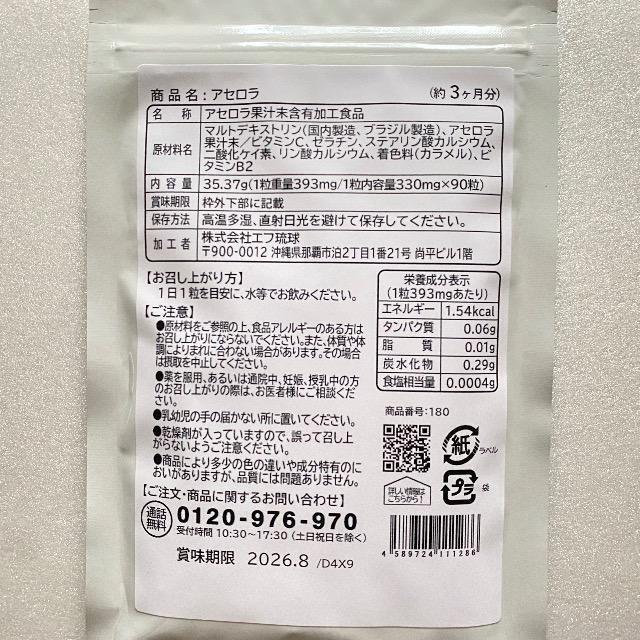 商品名:アセロラ (約3ヶ月分)
名称 アセロラ果汁末含有加工食品
原材料名 マルトデキストリン(国内製造、ブラジル製造)、アセロラ
果汁末/ビタミンC、ゼラチン、ステアリン酸カルシウム、
二酸化ケイ素、リン酸カルシウム、着色料(カラメル)、ビ
タミンB2
内容量 35.37g(1粒重量393mg/1粒内容量330mg×90粒)
賞味期限 枠外下部に記載
保存方法 高温多湿、直射日光を避けて保存してください。
加工者 株式会社エフ琉球
〒900-0012 沖縄県那覇市泊2丁目1番21号 尚平ビル1階
【お召し上がり方】
1日1粒を目安に、水等でお飲みください。
【ご注意】
●原材料をご参照の上、食品アレルギーのある方は
お召し上がりにならないでください。また、体質や体
調によりまれに合わない場合があります。その場合
は摂取を中止してください。
●薬を服用、あるいは通院中、妊娠、授乳中の方
のお召し上がりの際は、お医者様にご相談くだ
さい。
●乳幼児の手の届かない所に置いてください。
●乾燥剤が入っていますので、誤って召し上
がらないようご注意ください。
●商品により多少の色の違いや成分特有のに
おいがありますが、品質には問題ありません。
【ご注文・商品に関するお問い合わせ】
通話無料 0120-976-970
受付時間 10:30~17:30 (土日祝日を除く)
賞味期限 2026.8 /D4X9
栄養成分表示
(1粒393mgあたり)
エネルギー 1.54kcal
タンパク質 0.06g
脂質 0.01g
炭水化物 0.29g
食塩相当量 0.0004g
商品番号:180
詳しい情報は
こちらから!
紙 ラベル
プラ 袋
4 589724 111286